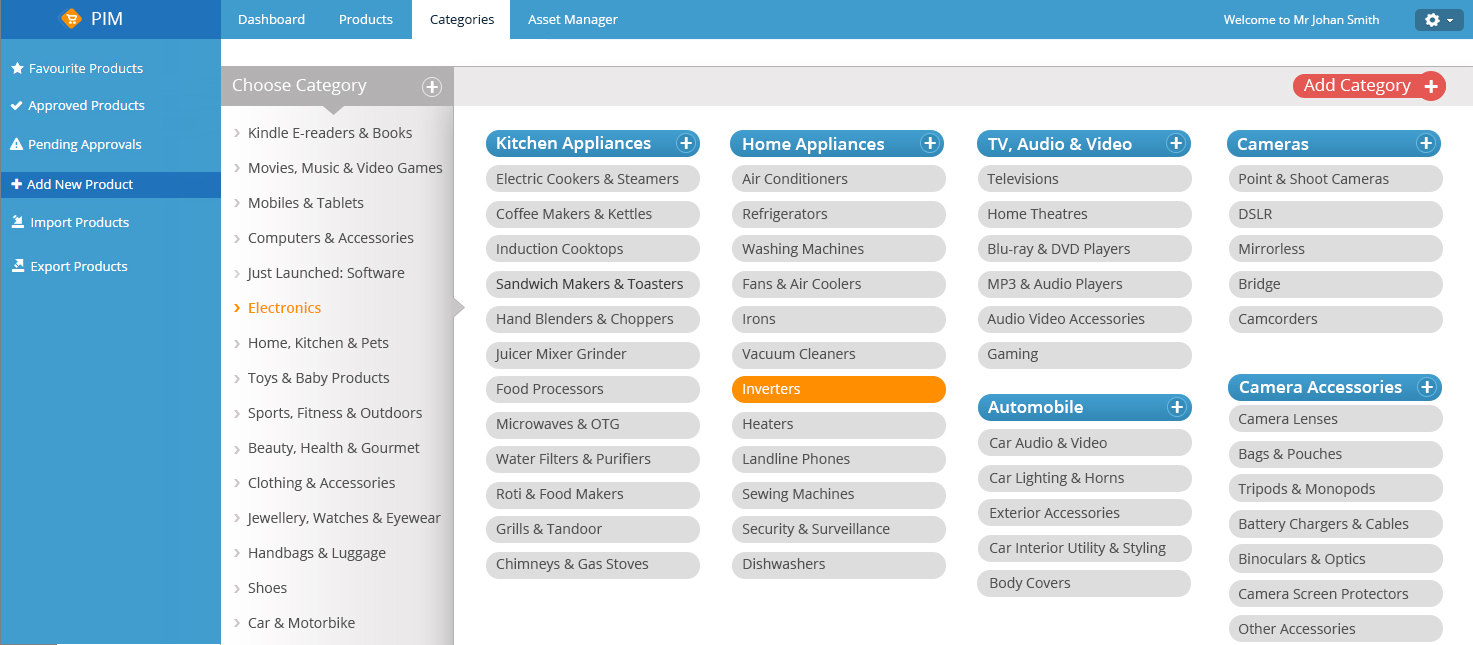 PIM
Dashboard
Products
Categories
Asset Manager
Welcome to Mr Johan Smith
Favourite Products
Approved Products
Pending Approvals
Add New Product
Import Products
Export Products
Choose Category
Kindle E-readers & Books
Movies, Music & Video Games
Mobiles & Tablets
Computers & Accessories
Just Launched: Software
Electronics
Home, Kitchen & Pets
Toys & Baby Products
Sports, Fitness & Outdoors
Beauty, Health & Gourmet
Clothing & Accessories
Jewellery, Watches & Eyewear
Handbags & Luggage
Shoes
Car & Motorbike
Add Category
Kitchen Appliances
Electric Cookers & Steamers
Coffee Makers & Kettles
Induction Cooktops
Sandwich Makers & Toasters
Hand Blenders & Choppers
Juicer Mixer Grinder
Food Processors
Microwaves & OTG
Water Filters & Purifiers
Roti & Food Makers
Grills & Tandoor
Chimneys & Gas Stoves
Home Appliances
Air Conditioners
Refrigerators
Washing Machines
Fans & Air Coolers
Irons
Vacuum Cleaners
Inverters
Heaters
Landline Phones
Sewing Machines
Security & Surveillance
Dishwashers
TV, Audio & Video
Televisions
Home Theatres
Blu-ray & DVD Players
MP3 & Audio Players
Audio Video Accessories
Gaming
Automobile
Car Audio & Video
Car Lighting & Horns
Exterior Accessories
Car Interior Utility & Styling
Body Covers
Cameras
Point & Shoot Cameras
DSLR
Mirrorless
Bridge
Camcorders
Camera Accessories
Camera Lenses
Bags & Pouches
Tripods & Monopods
Battery Chargers & Cables
Binoculars & Optics
Camera Screen Protectors
Other Accessories